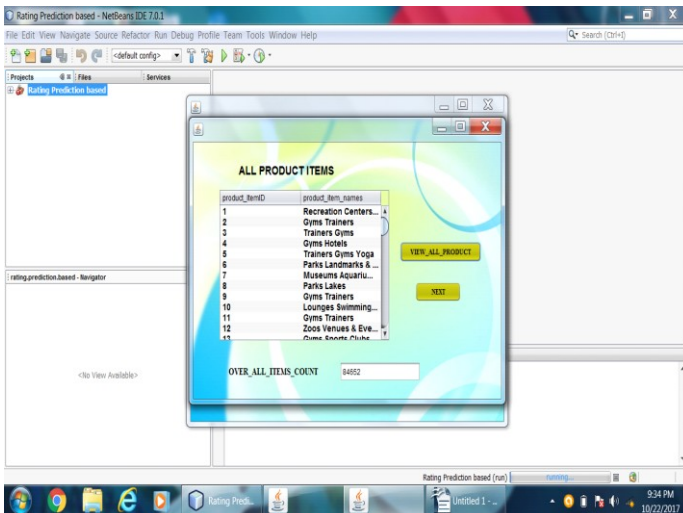 Rating Prediction based - NetBeans IDE 7.0.1
File Edit View Navigate Source Refactor Run Debug Profile Team Tools Window Help
Search (Ctrl+I)
<default config>
Projects Files Services
Rating Prediction based
ALL PRODUCT ITEMS
product_itemID product_item_names
1 Recreation Centers...
2 Gyms Trainers
3 Trainers Gyms
4 Gyms Hotels
5 Trainers Gyms Yoga
6 Parks Landmarks & ...
7 Museums Aquariu...
8 Parks Lakes
9 Gyms Trainers
10 Lounges Swimming...
11 Gyms Trainers
12 Zoos Venues & Eve...
13 Gyms Sports Clubs
VIEW_ALL_PRODUCT
NEXT
OVER_ALL_ITEMS_COUNT 84652
rating.prediction.based - Navigator
<No View Available>
Rating Prediction based (run) running...
Rating Predi...
Untitled 1 - ...
9:34 PM
10/22/2017